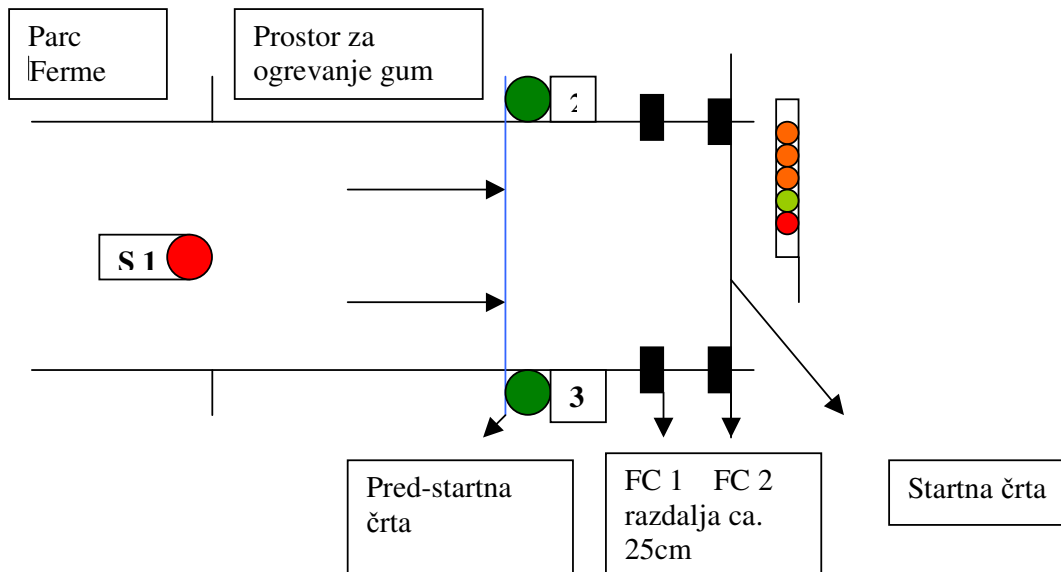 Parc
Ferme
Prostor za
ogrevanje gum
2
S 1
3
Pred-startna
črta
FC 1 FC 2
razdalja ca.
25cm
Startna črta